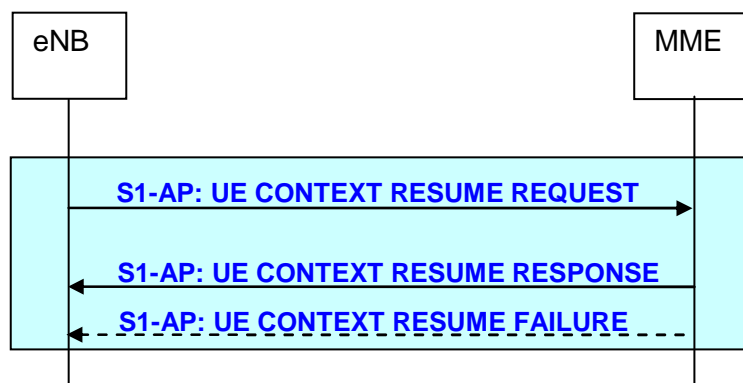 eNB
MME
S1-AP: UE CONTEXT RESUME REQUEST
S1-AP: UE CONTEXT RESUME RESPONSE
S1-AP: UE CONTEXT RESUME FAILURE